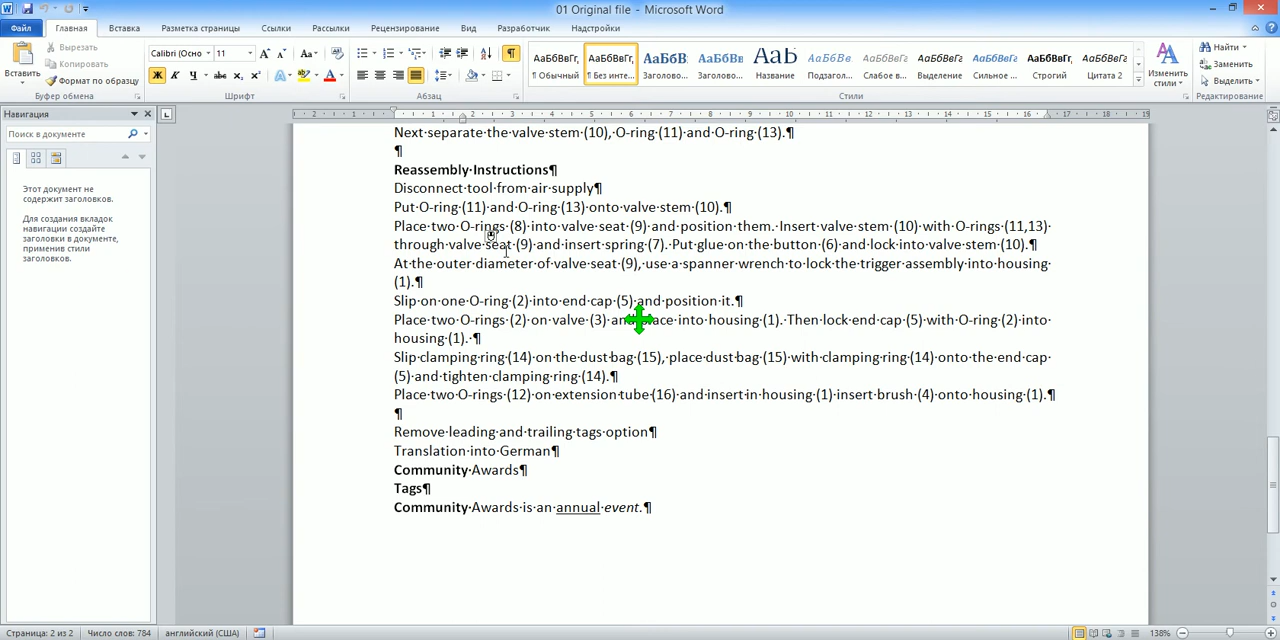 01 Original file - Microsoft Word
Файл Главная Вставка Разметка страницы Ссылки Рассылки Рецензирование Вид Разработчик Надстройки
Вставить
Вырезать
Копировать
Формат по образцу
Буфер обмена
Calibri (Осно 11
Шрифт
Абзац
АаБбВвГг, АаБбВвГг, АаБбВ АаБбВв АаБ АаБбВв АаБбВвГг АаБбВвГг АаБбВвГг АаБбВвГг АаБбВвГг
¶ Обычный ¶ Без инте... Заголово... Заголово... Название Подзагол... Слабое в... Выделение Сильное ... Строгий Цитата 2
Стили
Изменить стили
Найти
Заменить
Выделить
Редактирование
Навигация
Поиск в документе
Этот документ не
содержит заголовков.
Для создания вкладок
навигации создайте
заголовки в документе,
применив стили
заголовков.
Next separate the valve stem (10), O-ring (11) and O-ring (13).¶
¶
Reassembly Instructions¶
Disconnect tool from air supply¶
Put O-ring (11) and O-ring (13) onto valve stem (10).¶
Place two O-rings (8) into valve seat (9) and position them. Insert valve stem (10) with O-rings (11,13)
through valve seat (9) and insert spring (7). Put glue on the button (6) and lock into valve stem (10).¶
At the outer diameter of valve seat (9), use a spanner wrench to lock the trigger assembly into housing
(1).¶
Slip on one O-ring (2) into end cap (5) and position it.¶
Place two O-rings (2) on valve (3) and place into housing (1). Then lock end cap (5) with O-ring (2) into
housing (1). ¶
Slip clamping ring (14) on the dust bag (15), place dust bag (15) with clamping ring (14) onto the end cap
(5) and tighten clamping ring (14).¶
Place two O-rings (12) on extension tube (16) and insert in housing (1) insert brush (4) onto housing (1).¶
¶
Remove leading and trailing tags option¶
Translation into German¶
Community Awards¶
Tags¶
Community Awards is an annual event.¶
Страница: 2 из 2 Число слов: 784 английский (США) 138%